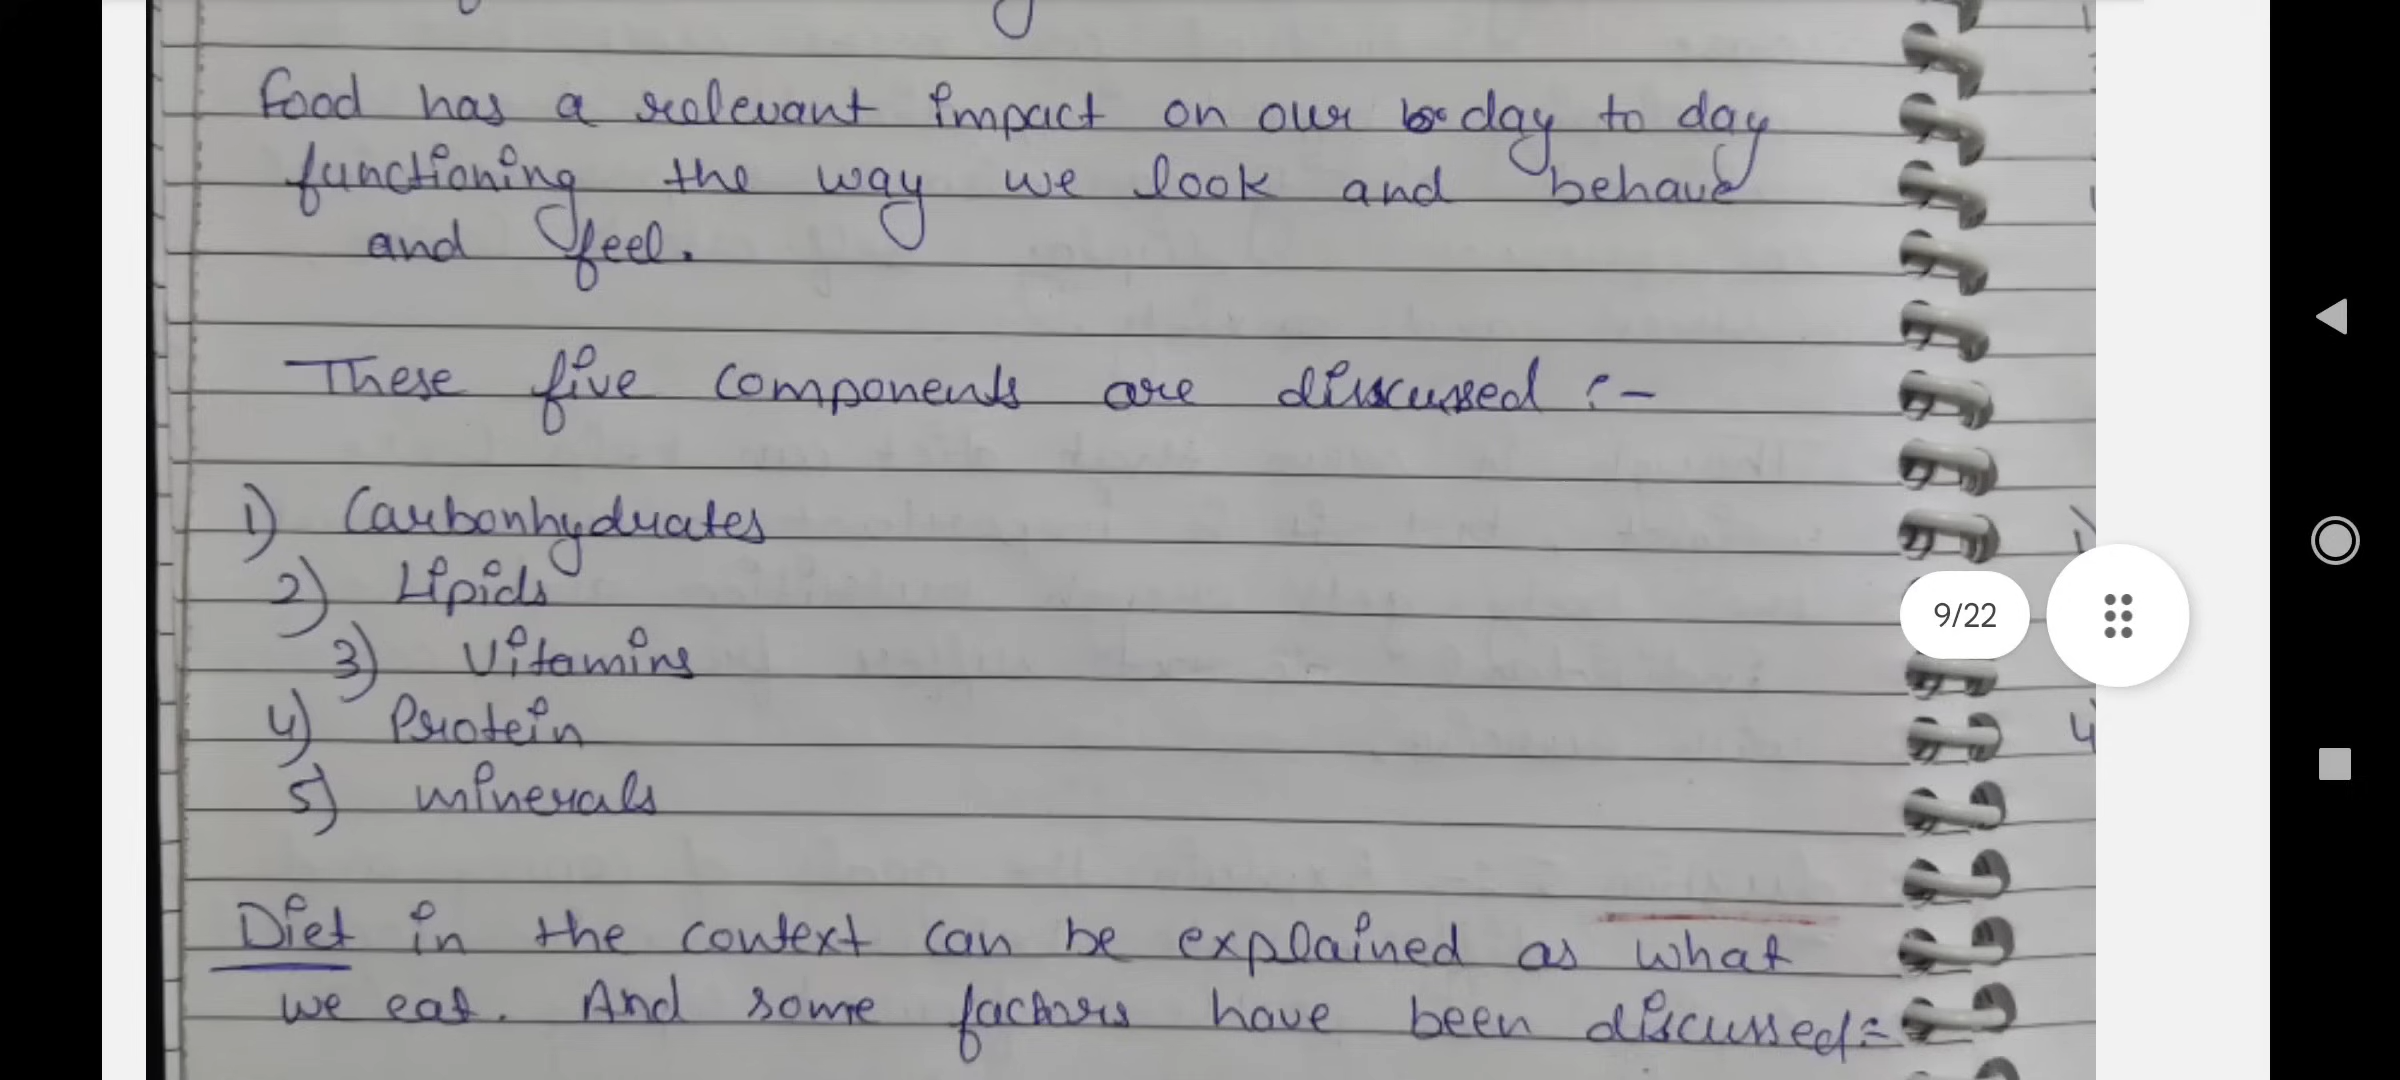 Food has a relevant impact on our day to day
functioning the way we look and behave
and feel.
These five components are discussed :-
1) Carbonhydrates
2) Lipids
3) Vitamins
4) Protein
5) minerals
9/22
Diet in the context can be explained as what
we eat. And some factors have been discussed=